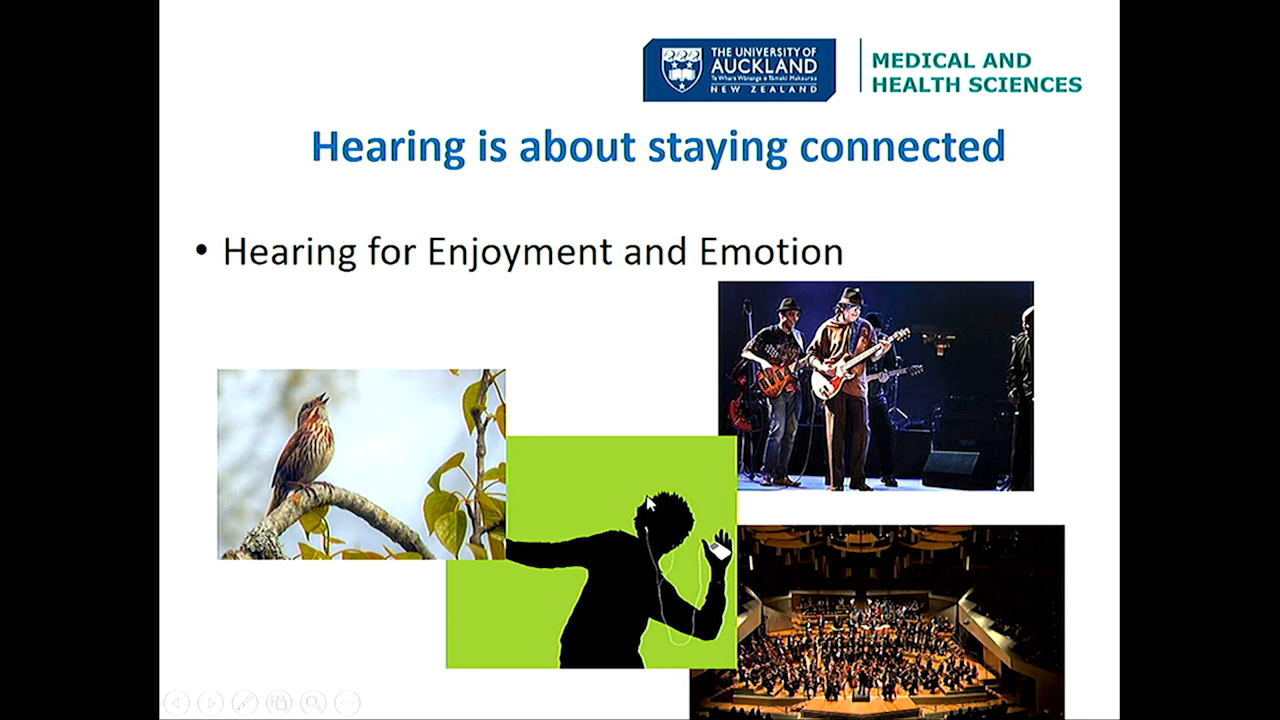 THE UNIVERSITY OF
AUCKLAND
Te Whare Wānanga o Tāmaki Makaurau
NEW ZEALAND
MEDICAL AND
HEALTH SCIENCES
Hearing is about staying connected
• Hearing for Enjoyment and Emotion